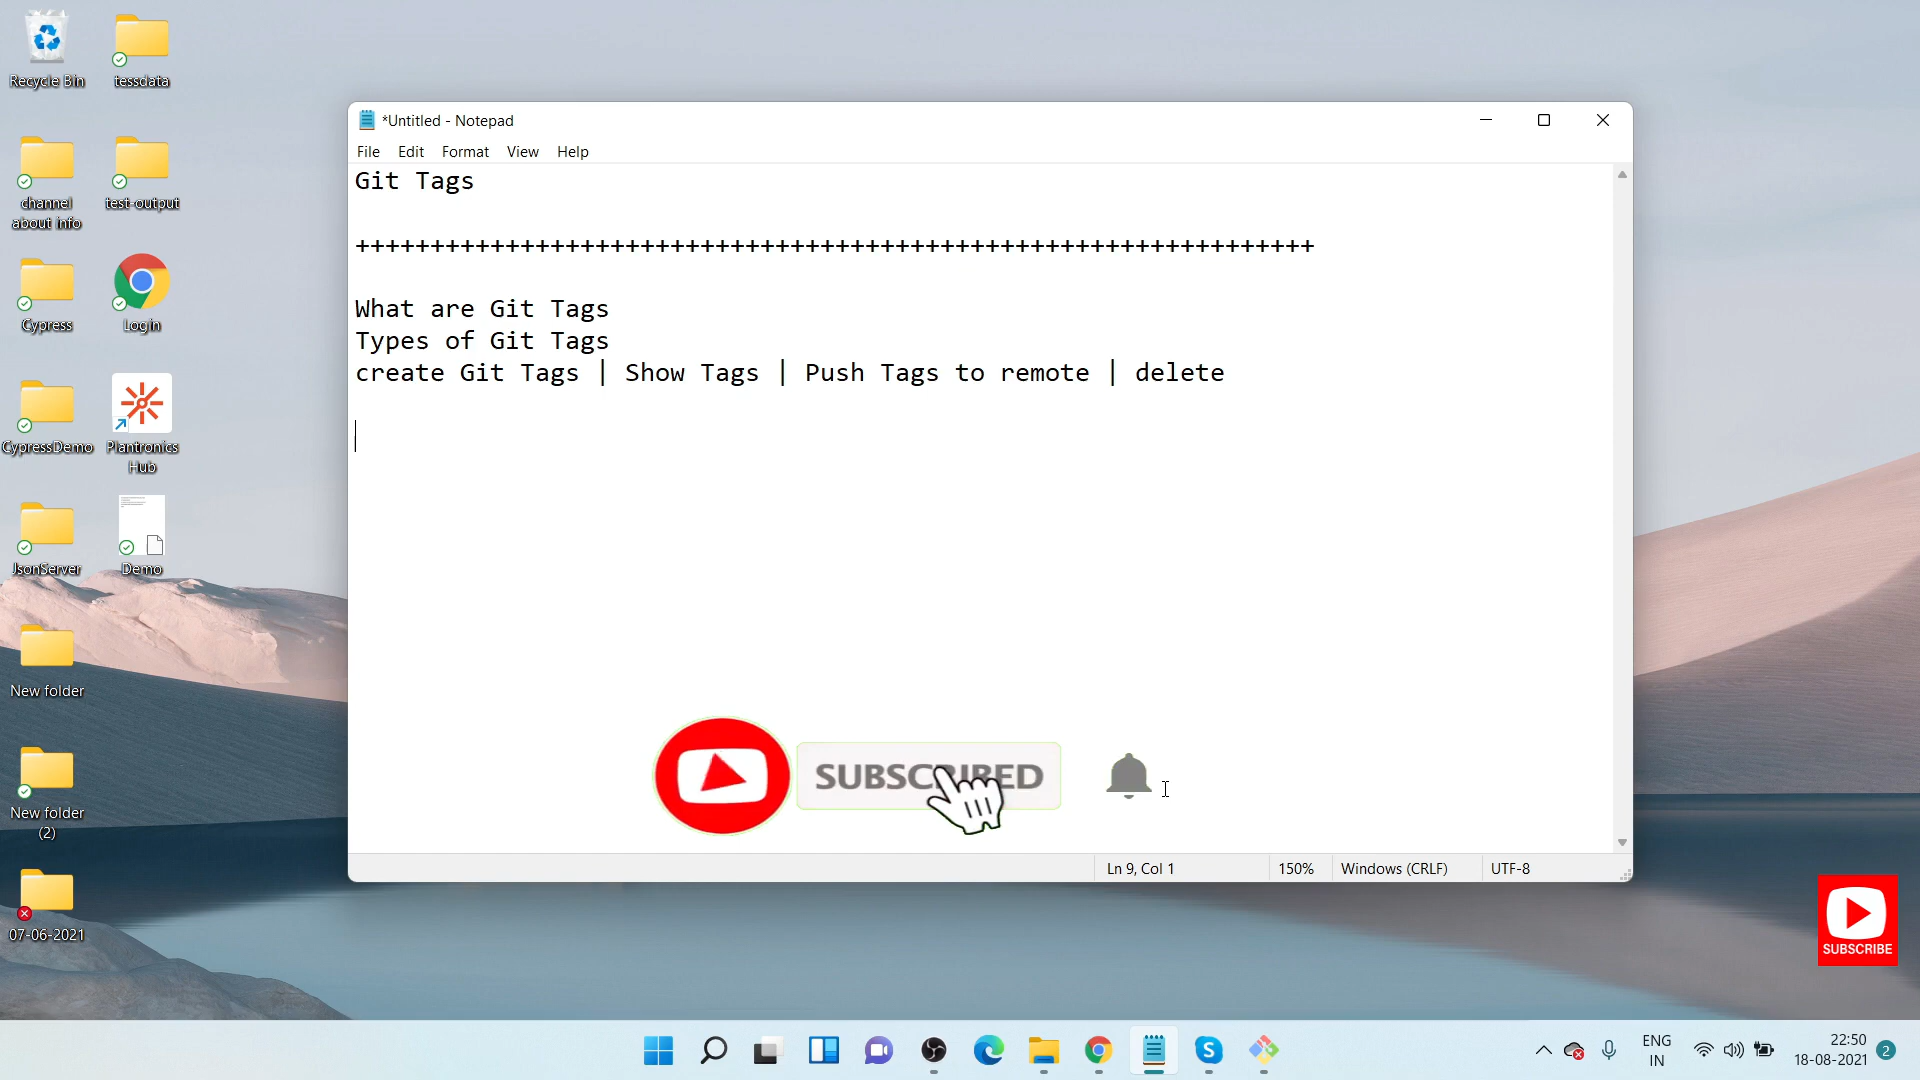 Recycle Bin
tessdata
channel
about info
test-output
Cypress
Login
CypressDemo
Plantronics
Hub
JsonServer
Demo
New folder
New folder
(2)
07-06-2021
*Untitled - Notepad
File Edit Format View Help
Git Tags
++++++++++++++++++++++++++++++++++++++++++++++++++++++++++++++++
What are Git Tags
Types of Git Tags
create Git Tags | Show Tags | Push Tags to remote | delete
SUBSCRIBED
Ln 9, Col 1 150% Windows (CRLF) UTF-8
SUBSCRIBE
ENG
IN
22:50
18-08-2021
2